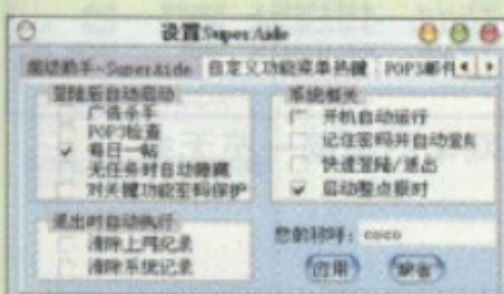 设置SuperAide
超级助手-SuperAide 自定义功能菜单热键 POP3邮件
登陆后自动启动
广告杀手
POP3检查
每日一帖
无任务时自动隐藏
对关键功能密码保护
系统相关
开机自动运行
记住密码并自动登陆
快速登陆/退出
启动整点报时
退出时自动执行
清除上网纪录
清除系统记录
您的称呼: coco
应用 缺省